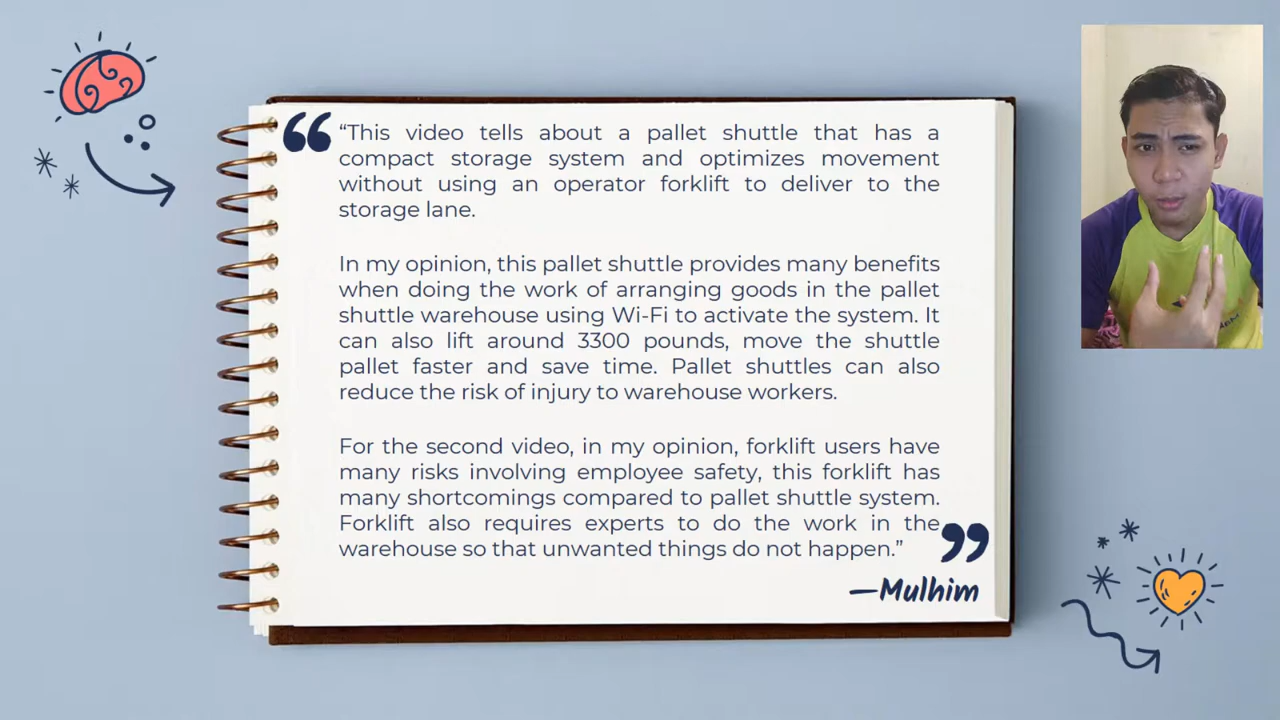 “This video tells about a pallet shuttle that has a
compact storage system and optimizes movement
without using an operator forklift to deliver to the
storage lane.
In my opinion, this pallet shuttle provides many benefits
when doing the work of arranging goods in the pallet
shuttle warehouse using Wi-Fi to activate the system. It
can also lift around 3300 pounds, move the shuttle
pallet faster and save time. Pallet shuttles can also
reduce the risk of injury to warehouse workers.
For the second video, in my opinion, forklift users have
many risks involving employee safety, this forklift has
many shortcomings compared to pallet shuttle system.
Forklift also requires experts to do the work in the
warehouse so that unwanted things do not happen.”
—Mulhim